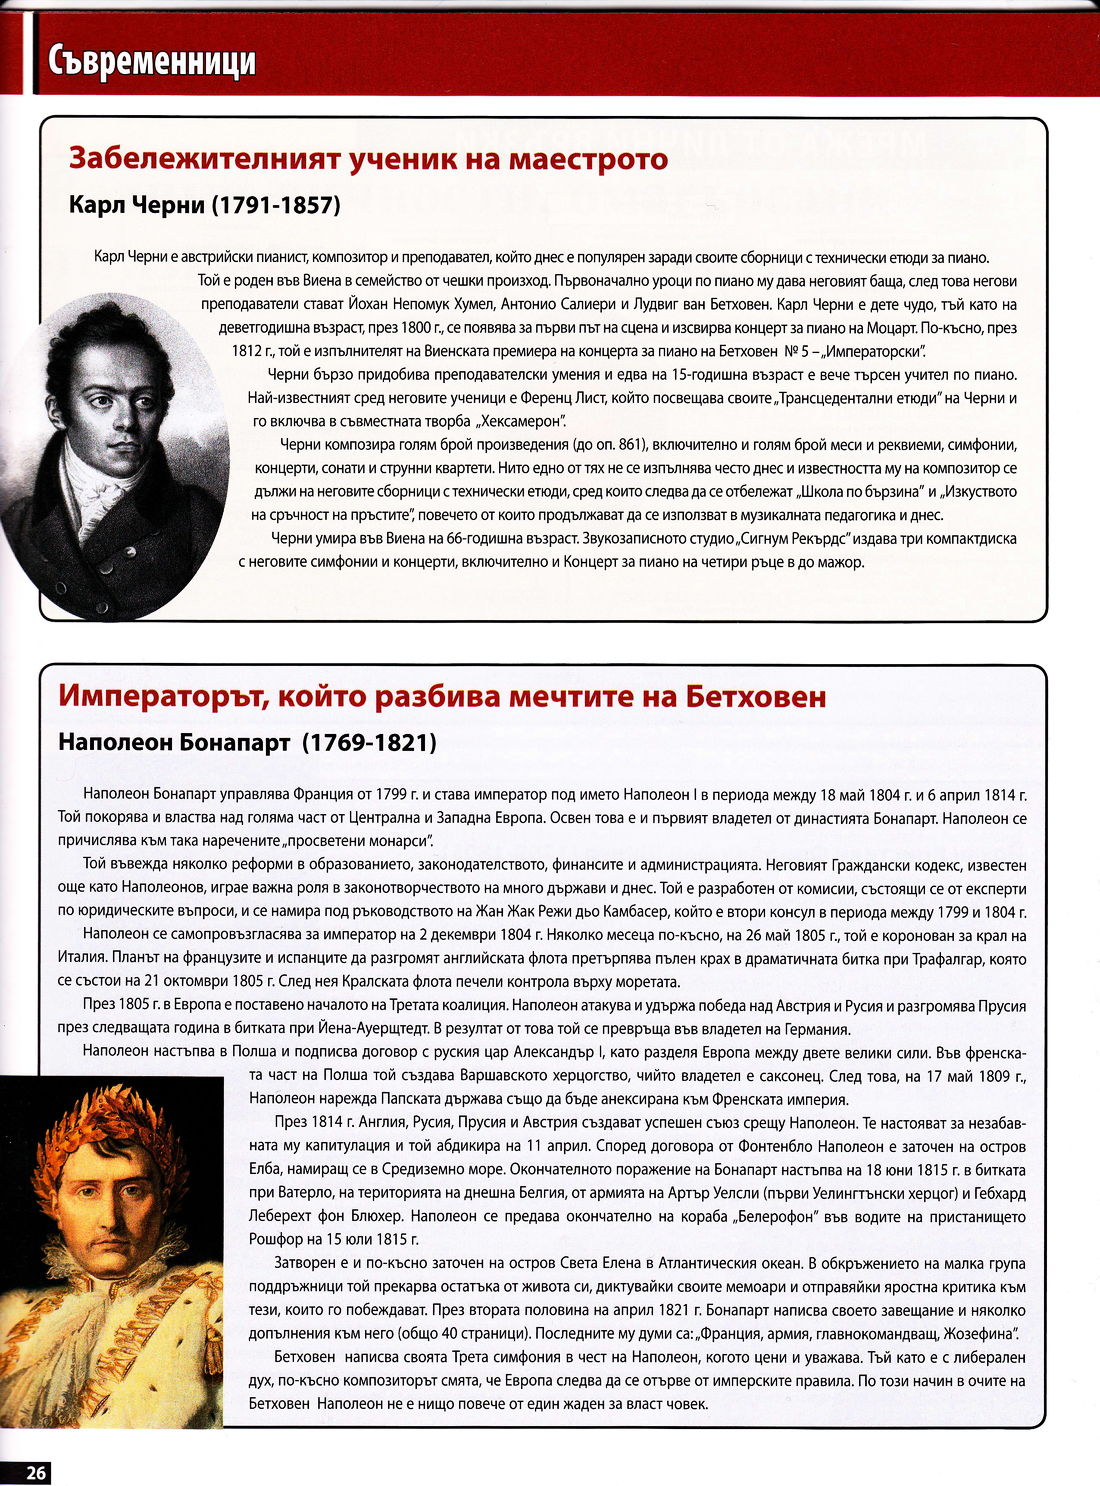 Съвременници
Забележителният ученик на маестрото
Карл Черни (1791-1857)
Карл Черни е австрийски пианист, композитор и преподавател, който днес е популярен заради своите сборници с технически етюди за пиано.
Той е роден във Виена в семейство от чешки произход. Първоначално уроци по пиано му дава неговият баща, след това негови
преподаватели стават Йохан Непомук Хумел, Антонио Салиери и Лудвиг ван Бетховен. Карл Черни е дете чудо, тъй като на
деветгодишна възраст, през 1800 г., се появява за първи път на сцена и изсвирва концерт за пиано на Моцарт. По-късно, през
1812 г., той е изпълнителят на Виенската премиера на концерта за пиано на Бетховен № 5 – „Императорски".
Черни бързо придобива преподавателски умения и едва на 15-годишна възраст е вече търсен учител по пиано.
Най-известният сред неговите ученици е Ференц Лист, който посвещава своите „Трансцедентални етюди" на Черни и
го включва в съвместната творба „Хексамерон".
Черни композира голям брой произведения (до оп. 861), включително и голям брой меси и реквиеми, симфонии,
концерти, сонати и струнни квартети. Нито едно от тях не се изпълнява често днес и известността му на композитор се
дължи на неговите сборници с технически етюди, сред които следва да се отбележат „Школа по бързина" и „Изкуството
на сръчност на пръстите", повечето от които продължават да се използват в музикалната педагогика и днес.
Черни умира във Виена на 66-годишна възраст. Звукозаписното студио „Сигнум Рекърдс" издава три компактдиска
с неговите симфонии и концерти, включително и Концерт за пиано на четири ръце в до мажор.
Императорът, който разбива мечтите на Бетховен
Наполеон Бонапарт (1769-1821)
Наполеон Бонапарт управлява Франция от 1799 г. и става император под името Наполеон I в периода между 18 май 1804 г. и 6 април 1814 г.
Той покорява и властва над голяма част от Централна и Западна Европа. Освен това е и първият владетел от династията Бонапарт. Наполеон се
причислява към така наречените „просветени монарси".
Той въвежда няколко реформи в образованието, законодателството, финансите и администрацията. Неговият Граждански кодекс, известен
още като Наполеонов, играе важна роля в законотворчеството на много държави и днес. Той е разработен от комисии, състоящи се от експерти
по юридическите въпроси, и се намира под ръководството на Жан Жак Режи дьо Камбасер, който е втори консул в периода между 1799 и 1804 г.
Наполеон се самопровъзгласява за император на 2 декември 1804 г. Няколко месеца по-късно, на 26 май 1805 г., той е коронован за крал на
Италия. Планът на французите и испанците да разгромят английската флота претърпява пълен крах в драматичната битка при Трафалгар, която
се състои на 21 октомври 1805 г. След нея Кралската флота печели контрола върху моретата.
През 1805 г. в Европа е поставено началото на Третата коалиция. Наполеон атакува и удържа победа над Австрия и Русия и разгромява Прусия
през следващата година в битката при Йена-Ауерщтедт. В резултат от това той се превръща във владетел на Германия.
Наполеон настъпва в Полша и подписва договор с руския цар Александър I, като разделя Европа между двете велики сили. Във френска-
та част на Полша той създава Варшавското херцогство, чийто владетел е саксонец. След това, на 17 май 1809 г.,
Наполеон нарежда Папската държава също да бъде анексирана към Френската империя.
През 1814 г. Англия, Русия, Прусия и Австрия създават успешен съюз срещу Наполеон. Те настояват за незабав-
ната му капитулация и той абдикира на 11 април. Според договора от Фонтенбло Наполеон е заточен на остров
Елба, намиращ се в Средиземно море. Окончателното поражение на Бонапарт настъпва на 18 юни 1815 г. в битката
при Ватерло, на територията на днешна Белгия, от армията на Артър Уелсли (първи Уелингтънски херцог) и Гебхард
Леберехт фон Блюхер. Наполеон се предава окончателно на кораба „Белерофон" във водите на пристанището
Рошфор на 15 юли 1815 г.
Затворен е и по-късно заточен на остров Света Елена в Атлантическия океан. В обкръжението на малка група
поддръжници той прекарва остатъка от живота си, диктувайки своите мемоари и отправяйки яростна критика към
тези, които го побеждават. През втората половина на април 1821 г. Бонапарт написва своето завещание и няколко
допълнения към него (общо 40 страници). Последните му думи са: „Франция, армия, главнокомандващ, Жозефина".
Бетховен написва своята Трета симфония в чест на Наполеон, когото цени и уважава. Тъй като е с либерален
дух, по-късно композиторът смята, че Европа следва да се отърве от имперските правила. По този начин в очите на
Бетховен Наполеон не е нищо повече от един жаден за власт човек.
26